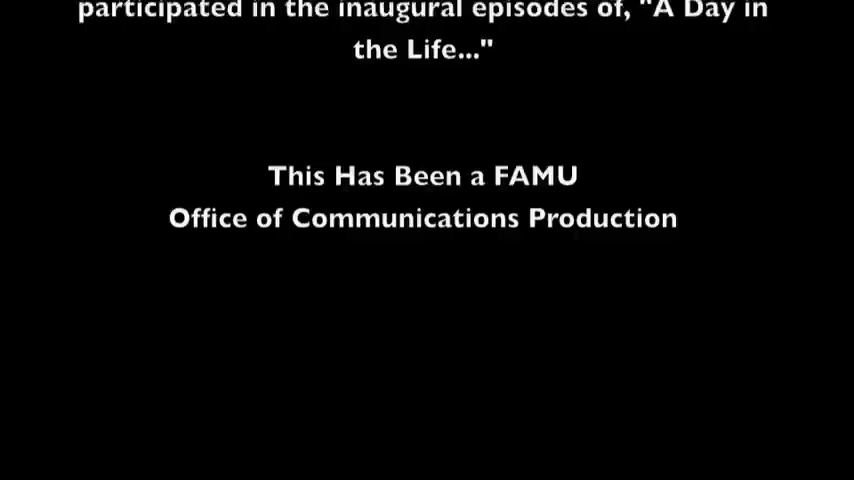 participated in the inaugural episodes of, "A Day in
the Life..."
This Has Been a FAMU
Office of Communications Production